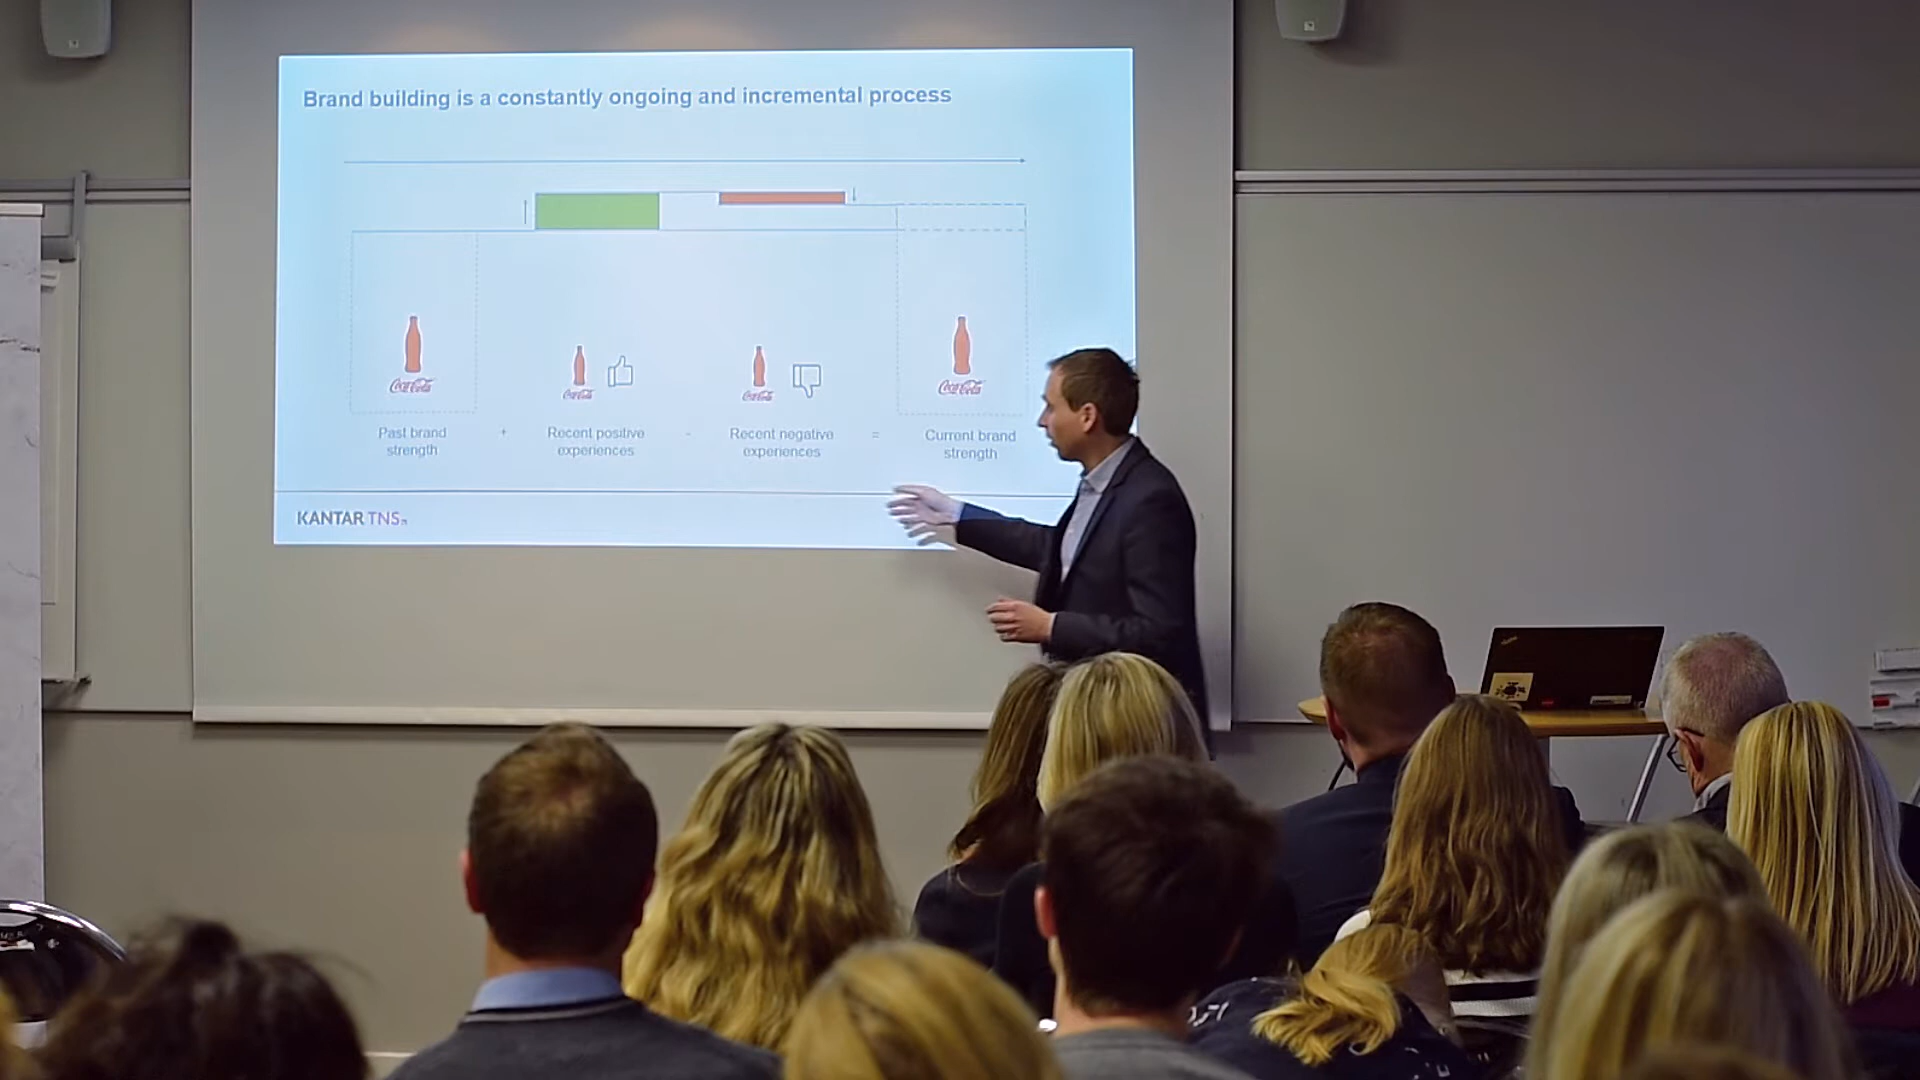 Brand building is a constantly ongoing and incremental process
Coca-Cola
Coca-Cola
Coca-Cola
Coca-Cola
Past brand
strength
+
Recent positive
experiences
-
Recent negative
experiences
=
Current brand
strength
KANTAR TNS